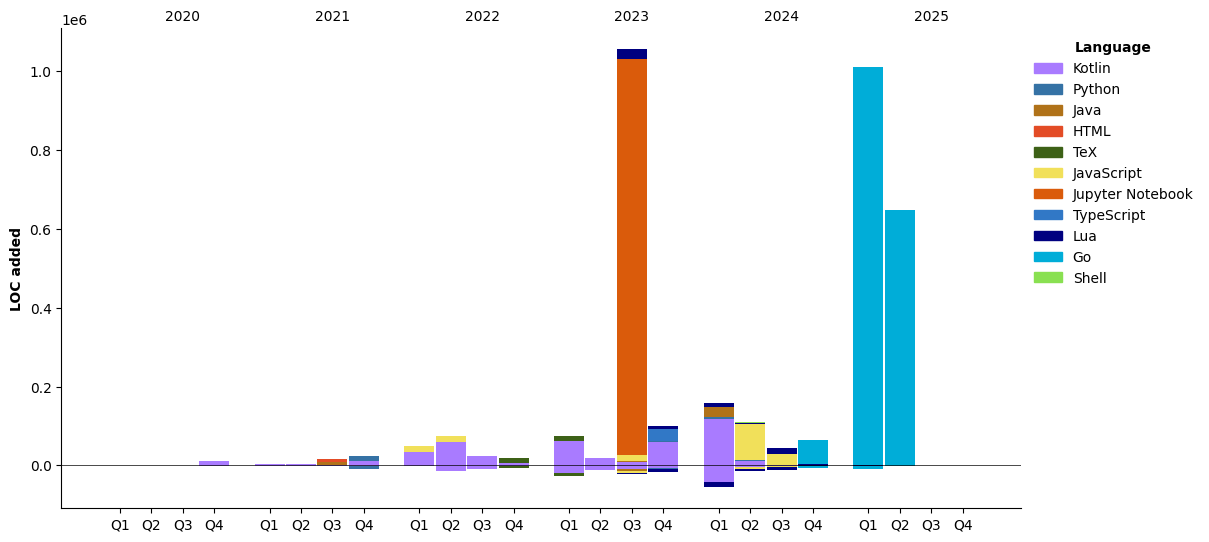 1e6
2020 2021 2022 2023 2024 2025
Language
Kotlin
Python
Java
HTML
TeX
JavaScript
Jupyter Notebook
TypeScript
Lua
Go
Shell
LOC added
1.0
0.8
0.6
0.4
0.2
0.0
Q1 Q2 Q3 Q4 Q1 Q2 Q3 Q4 Q1 Q2 Q3 Q4 Q1 Q2 Q3 Q4 Q1 Q2 Q3 Q4 Q1 Q2 Q3 Q4